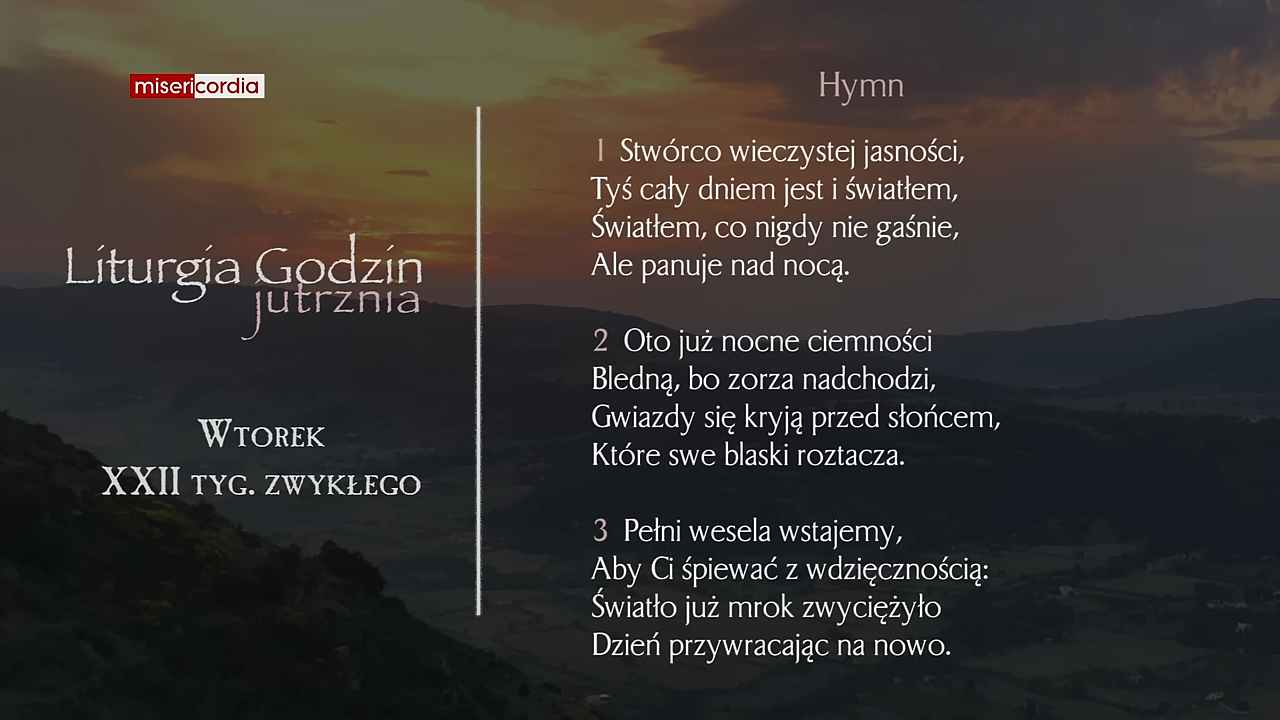 misericordia
Liturgia Godzin
jutrznia
Wtorek
XXII tyg. zwykłego
Hymn
1 Stwórco wieczystej jasności,
Tyś cały dniem jest i światłem,
Światłem, co nigdy nie gaśnie,
Ale panuje nad nocą.
2 Oto już nocne ciemności
Bledną, bo zorza nadchodzi,
Gwiazdy się kryją przed słońcem,
Które swe blaski roztacza.
3 Pełni wesela wstajemy,
Aby Ci śpiewać z wdzięcznością:
Światło już mrok zwyciężyło
Dzień przywracając na nowo.